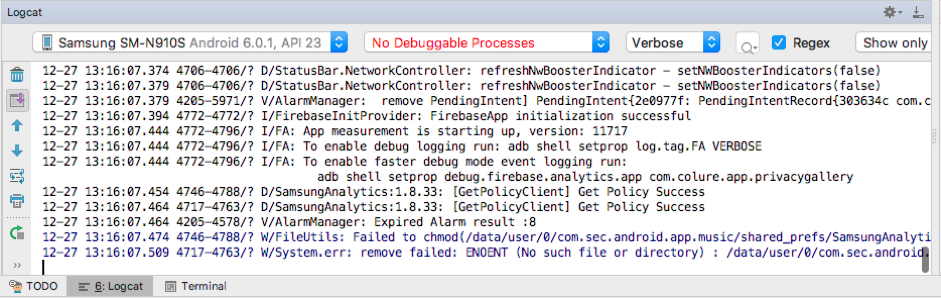 Logcat
Samsung SM-N910S Android 6.0.1, API 23 No Debuggable Processes Verbose Regex Show only
12-27 13:16:07.374 4706-4706/? D/StatusBar.NetworkController: refreshNwBoosterIndicator - setNWBoosterIndicators(false)
12-27 13:16:07.379 4706-4706/? D/StatusBar.NetworkController: refreshNwBoosterIndicator - setNWBoosterIndicators(false)
12-27 13:16:07.379 4205-5971/? V/AlarmManager:  remove PendingIntent] PendingIntent{2e0977f: PendingIntentRecord{303634c com.c
12-27 13:16:07.394 4772-4772/? I/FirebaseInitProvider: FirebaseApp initialization successful
12-27 13:16:07.444 4772-4796/? I/FA: App measurement is starting up, version: 11717
12-27 13:16:07.444 4772-4796/? I/FA: To enable debug logging run: adb shell setprop log.tag.FA VERBOSE
12-27 13:16:07.444 4772-4796/? I/FA: To enable faster debug mode event logging run:
adb shell setprop debug.firebase.analytics.app com.colure.app.privacygallery
12-27 13:16:07.454 4746-4788/? D/SamsungAnalytics:1.8.33: [GetPolicyClient] Get Policy Success
12-27 13:16:07.464 4717-4763/? D/SamsungAnalytics:1.8.33: [GetPolicyClient] Get Policy Success
12-27 13:16:07.464 4205-4578/? V/AlarmManager: Expired Alarm result :8
12-27 13:16:07.474 4746-4788/? W/FileUtils: Failed to chmod(/data/user/0/com.sec.android.app.music/shared_prefs/SamsungAnalyti
12-27 13:16:07.509 4717-4763/? W/System.err: remove failed: ENOENT (No such file or directory) : /data/user/0/com.sec.android.
TODO 6: Logcat Terminal